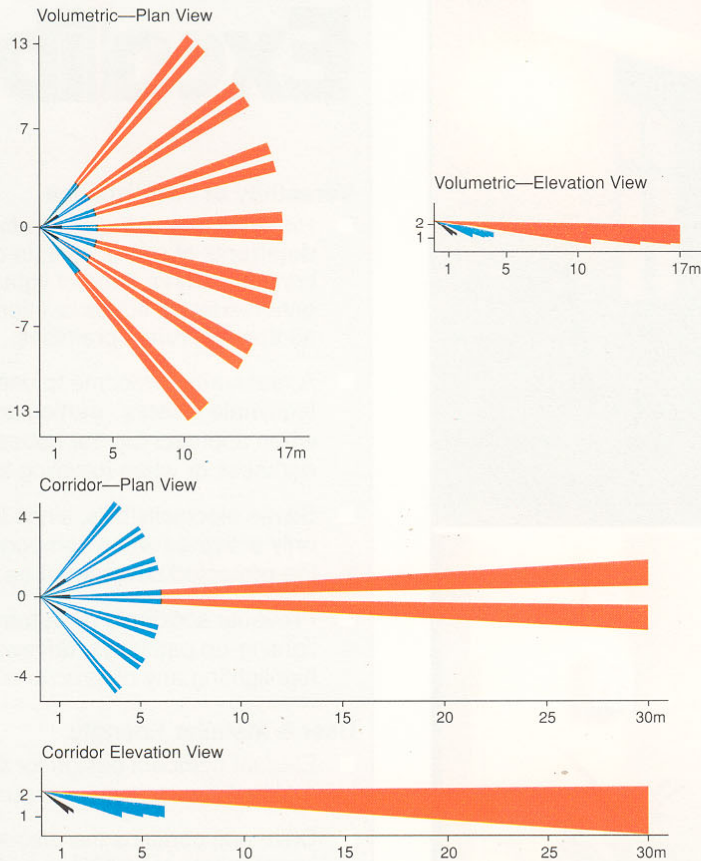 Volumetric—Plan View
13
7
0
-7
-13
1 5 10 17m
Volumetric—Elevation View
2
1
1 5 10 17m
Corridor—Plan View
4
0
-4
1 5 10 15 20 25 30m
Corridor Elevation View
2
1
1 5 10 15 20 25 30m